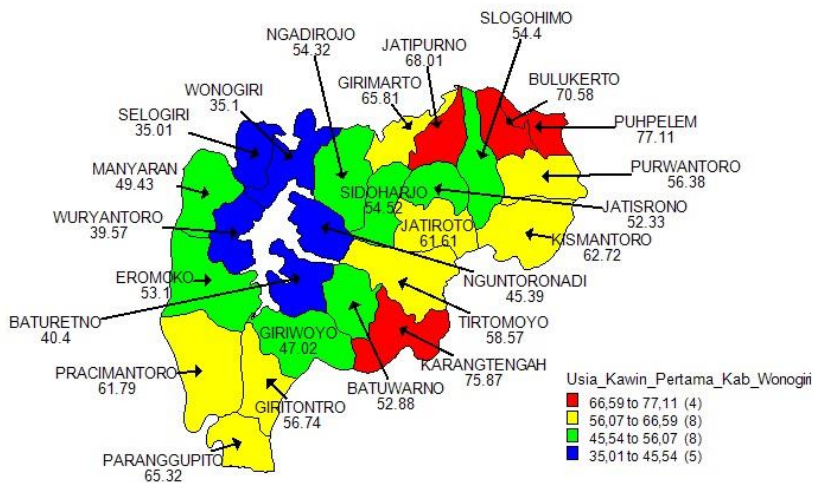 SLOGOHIMO
54.4
NGADIROJO
54.32
JATIPURNO
68.01
WONOGIRI
35.1
GIRIMARTO
65.81
BULUKERTO
70.58
SELOGIRI
35.01
PUHPELEM
77.11
MANYARAN
49.43
PURWANTORO
56.38
SIDOHARJO
54.52
WURYANTORO
39.57
JATISRONO
52.33
JATIROTO
61.61
KISMANTORO
62.72
EROMOKO
53.1
NGUNTORONADI
45.39
BATURETNO
40.4
TIRTOMOYO
58.57
GIRIWOYO
47.02
PRACIMANTORO
61.79
KARANGTENGAH
75.87
BATUWARNO
52.88
GIRITONTRO
56.74
PARANGGUPITO
65.32
Usia_Kawin_Pertama_Kab_Wonogiri
66,59 to 77,11 (4)
56,07 to 66,59 (8)
45,54 to 56,07 (8)
35,01 to 45,54 (5)